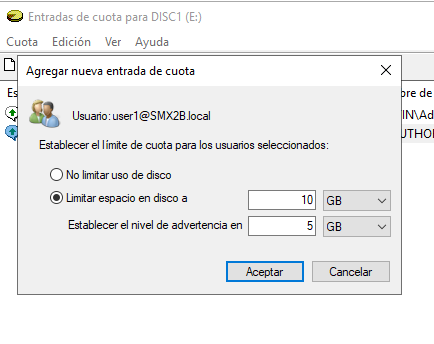 Entradas de cuota para DISC1 (E:)
Cuota Edición Ver Ayuda
Agregar nueva entrada de cuota
Es
bre de
Usuario: user1@SMX2B.local
IN\Ad
UTHO
Establecer el límite de cuota para los usuarios seleccionados:
No limitar uso de disco
Limitar espacio en disco a 10 GB
Establecer el nivel de advertencia en 5 GB
Aceptar Cancelar